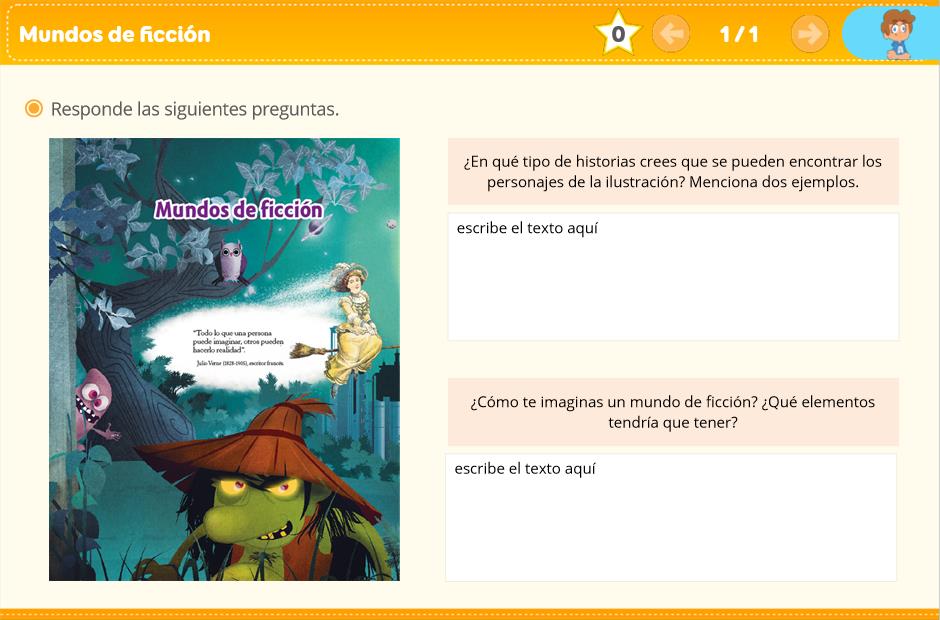 Mundos de ficción
0
1 / 1
Responde las siguientes preguntas.
Mundos de ficción
"Todo lo que una persona
puede imaginar, otros pueden
hacerlo realidad".
Julio Verne (1828-1905), escritor francés.
¿En qué tipo de historias crees que se pueden encontrar los
personajes de la ilustración? Menciona dos ejemplos.
escribe el texto aquí
¿Cómo te imaginas un mundo de ficción? ¿Qué elementos
tendría que tener?
escribe el texto aquí